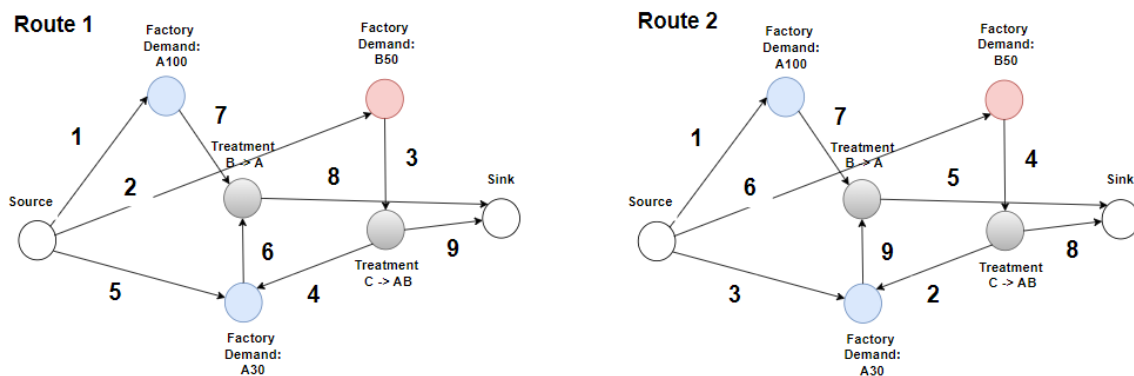 Route 1
Factory
Demand:
A100
Factory
Demand:
B50
1
7
Treatment
B -> A
3
2
8
Source
Sink
6
9
Treatment
C -> AB
5
4
Factory
Demand:
A30
Route 2
Factory
Demand:
A100
Factory
Demand:
B50
1
7
Treatment
B -> A
4
6
5
Source
Sink
9
8
Treatment
C -> AB
3
2
Factory
Demand:
A30